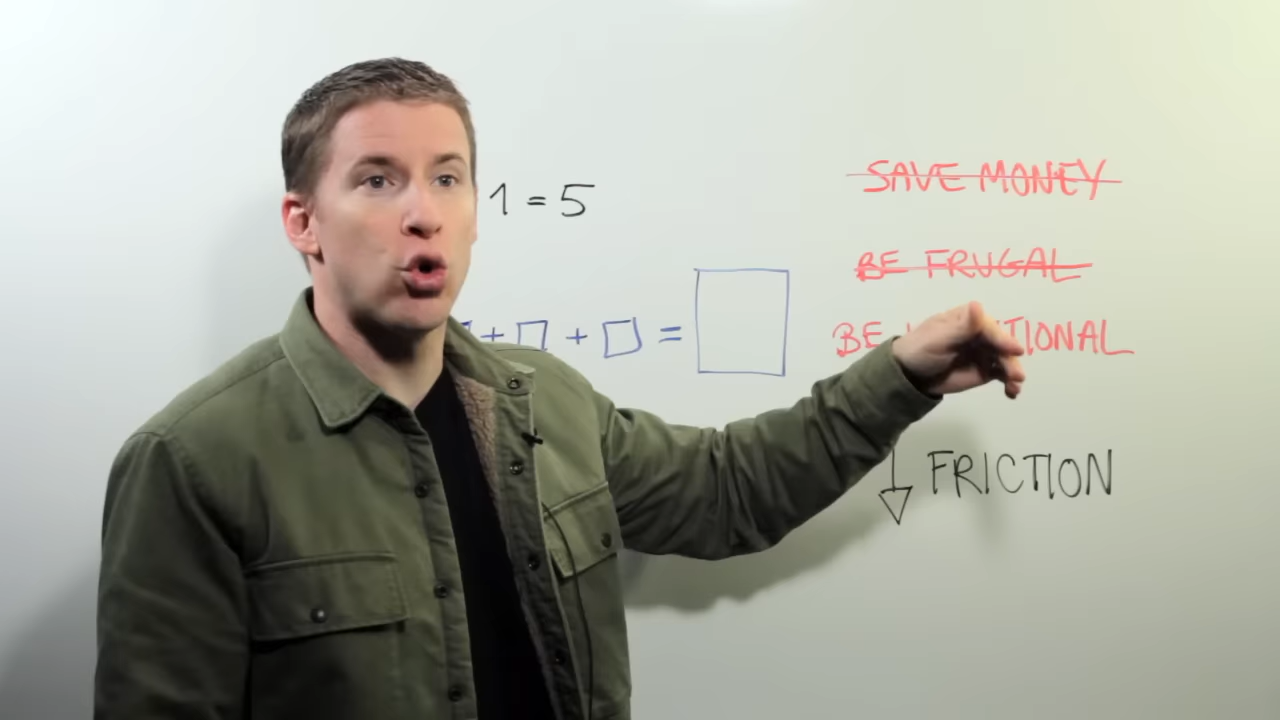 1 = 5
SAVE MONEY
BE FRUGAL
+ + =
BE
FRICTION